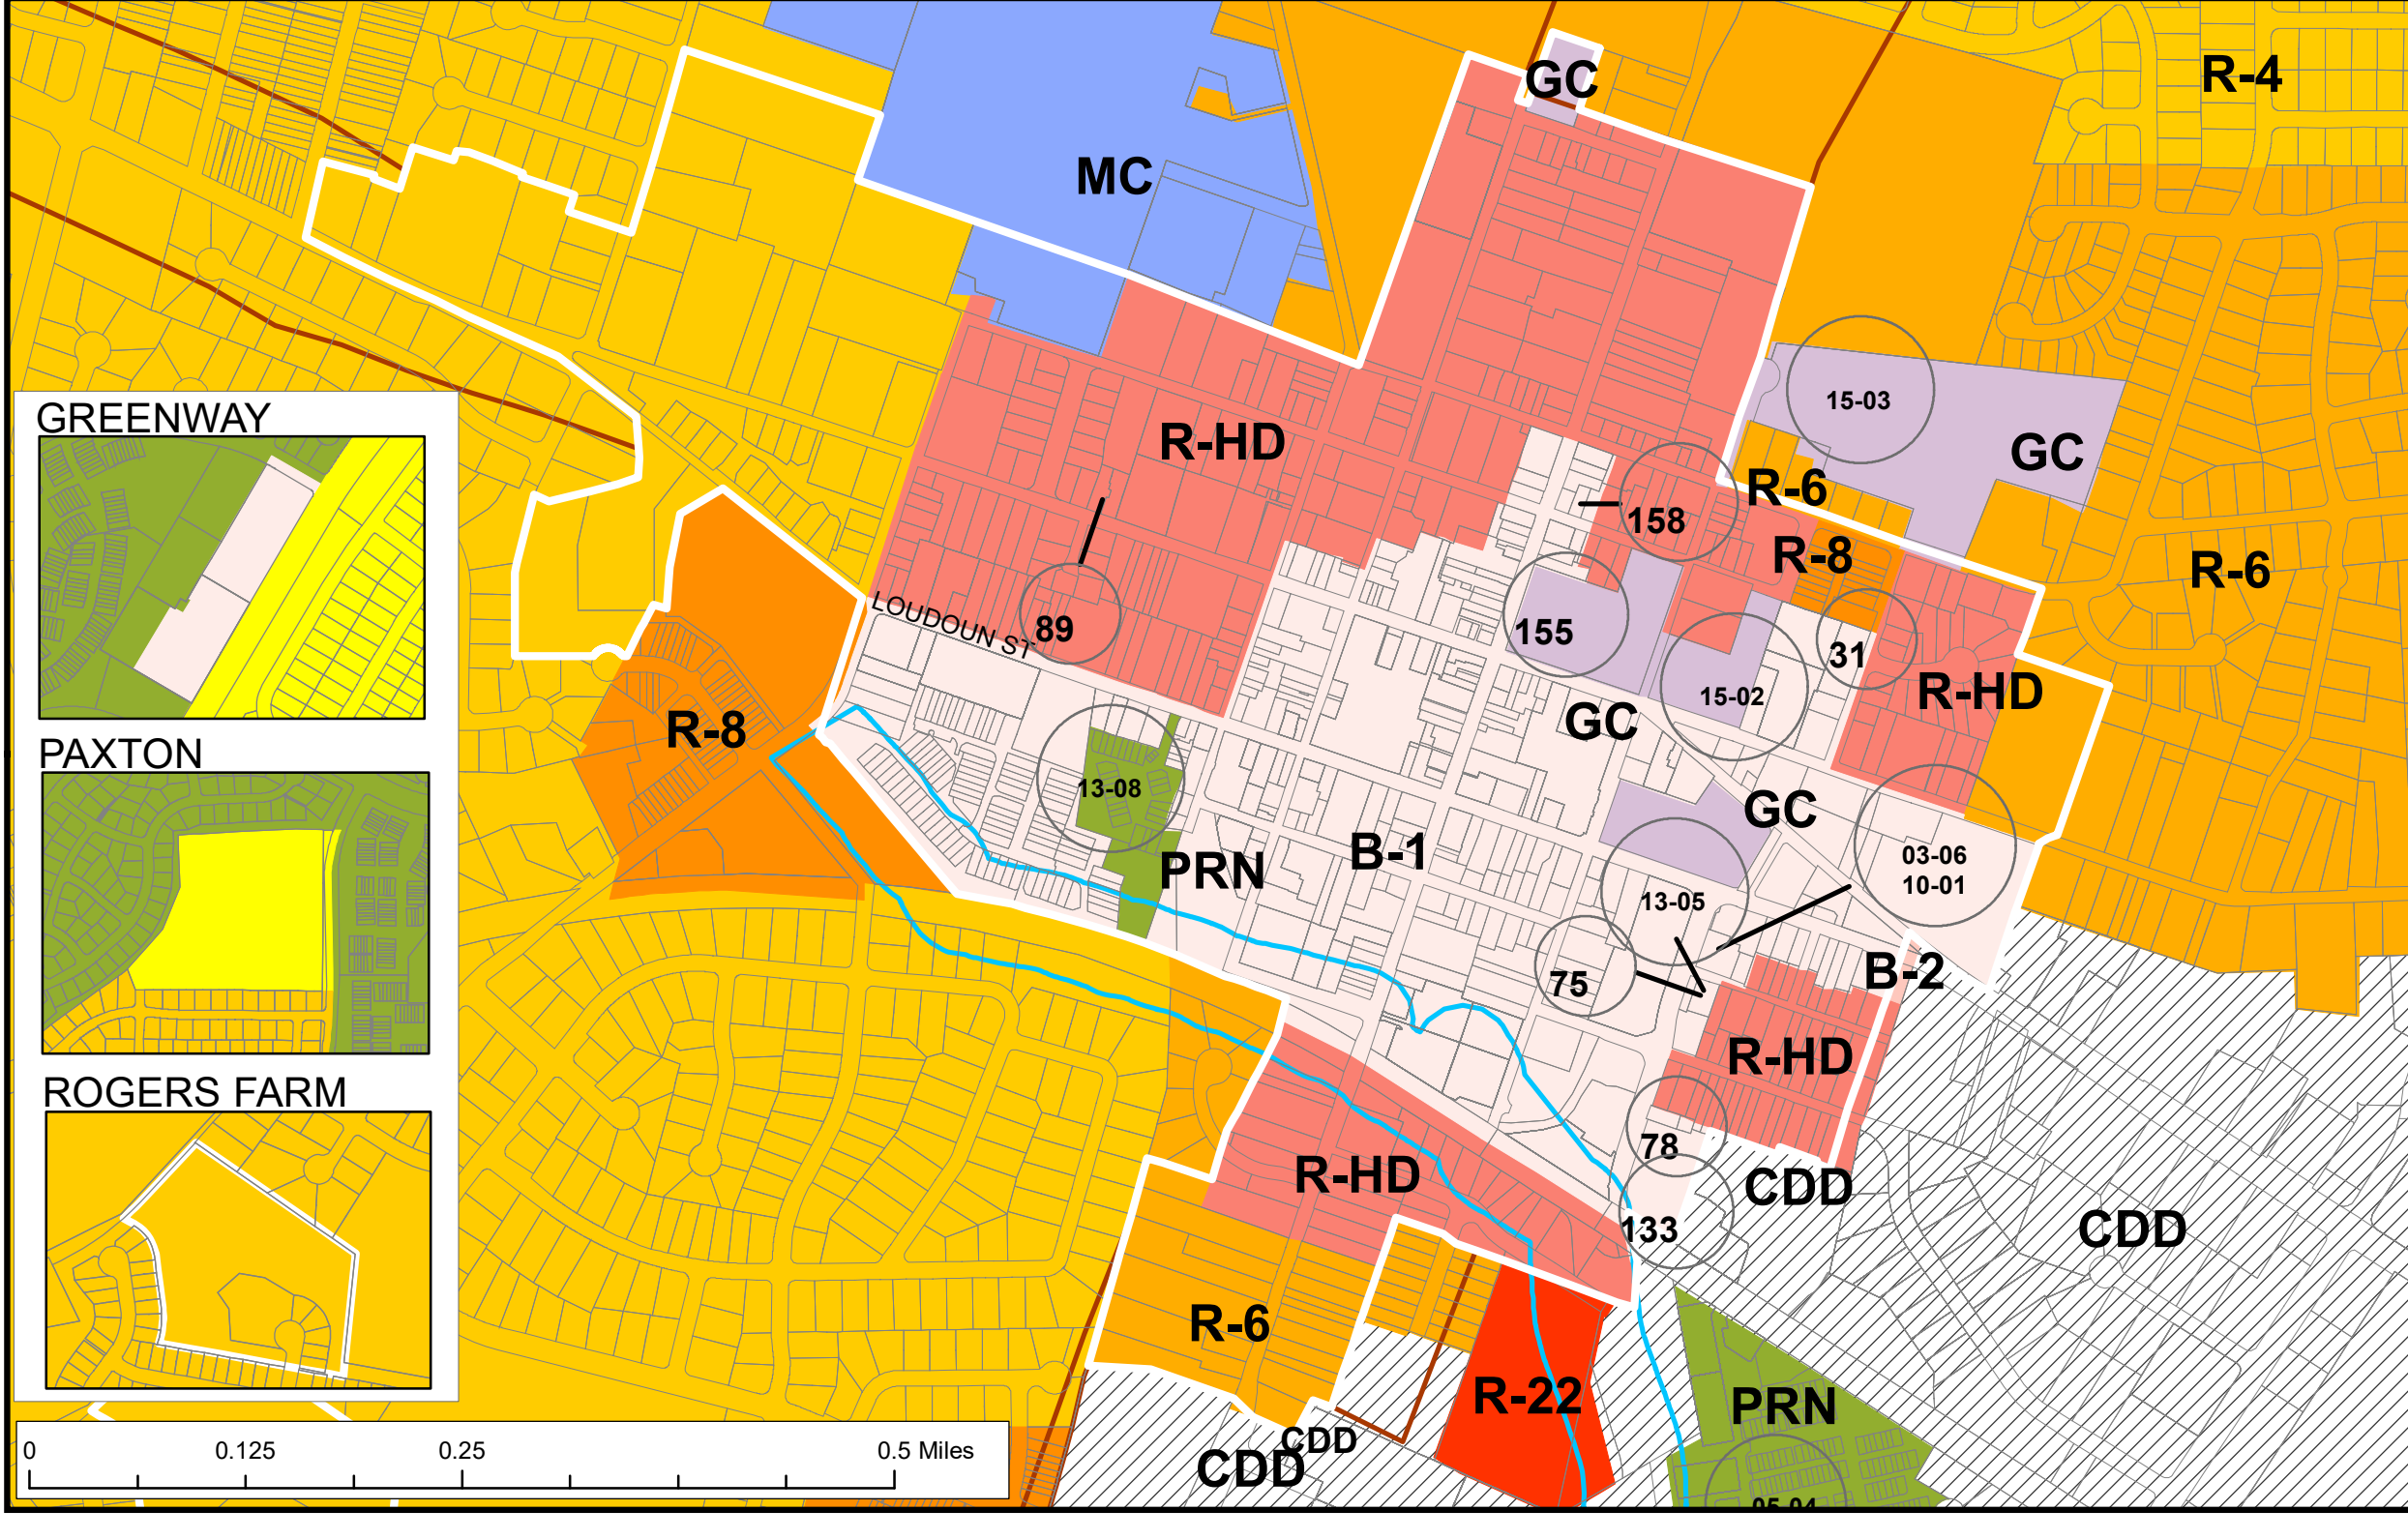 GC
R-4
MC
15-03
R-HD
GC
R-6
158
R-8
R-6
LOUDOUN ST
89
155
31
15-02
R-HD
GC
R-8
13-08
GC
PRN
B-1
03-06
10-01
13-05
B-2
75
R-HD
78
R-HD
CDD
133
CDD
R-6
R-22
PRN
CDD
CDD
05-04
GREENWAY
PAXTON
ROGERS FARM
0 0.125 0.25 0.5 Miles